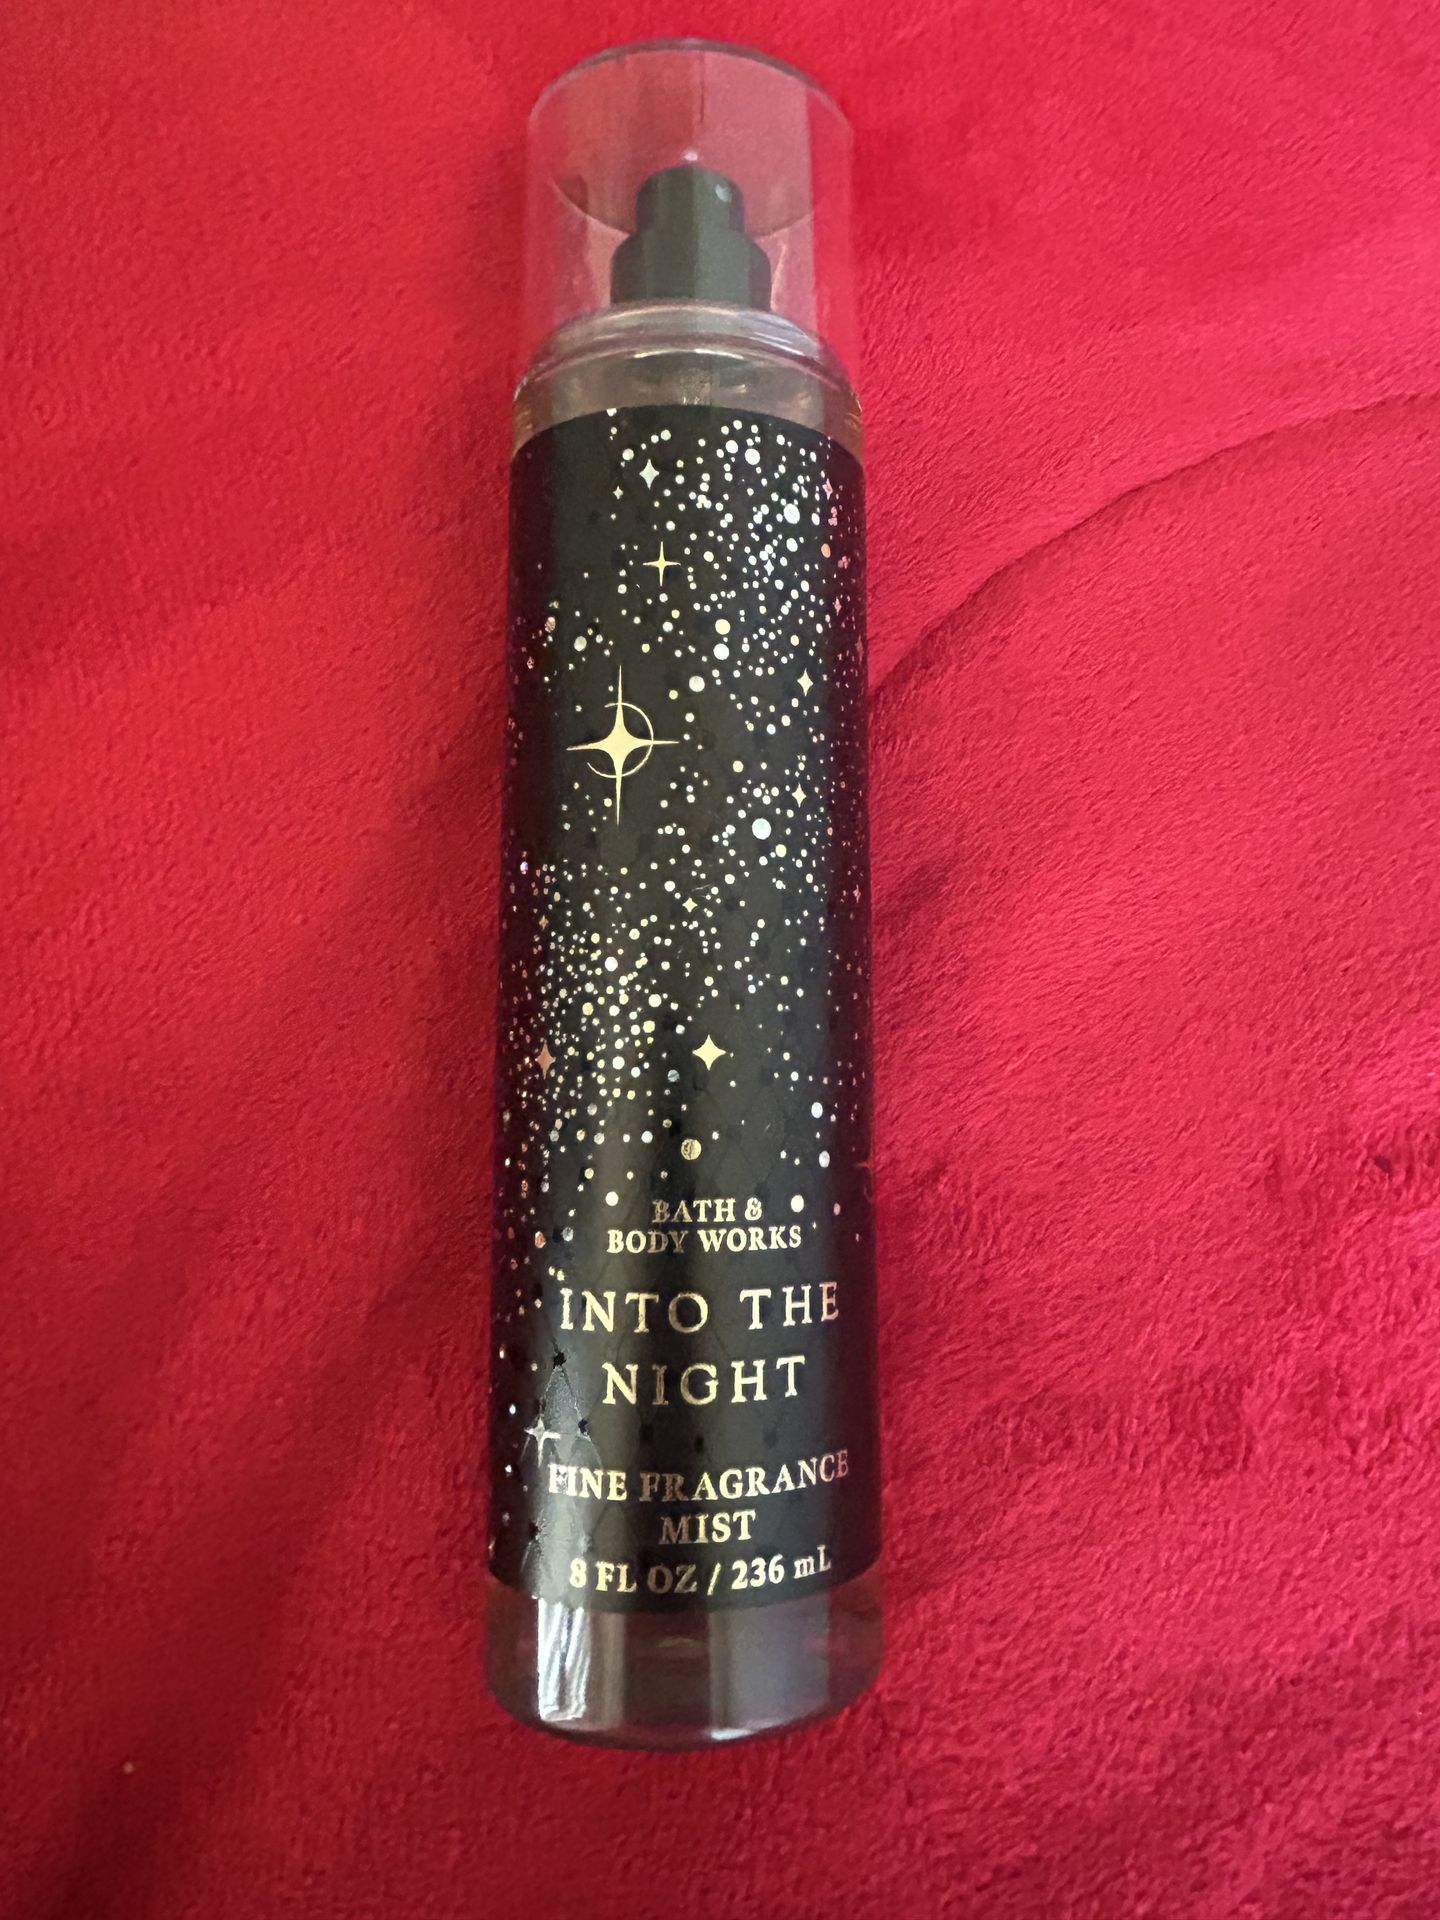 BATH &
BODY WORKS
INTO THE
NIGHT
FINE FRAGRANCE
MIST
8 FL OZ / 236 mL